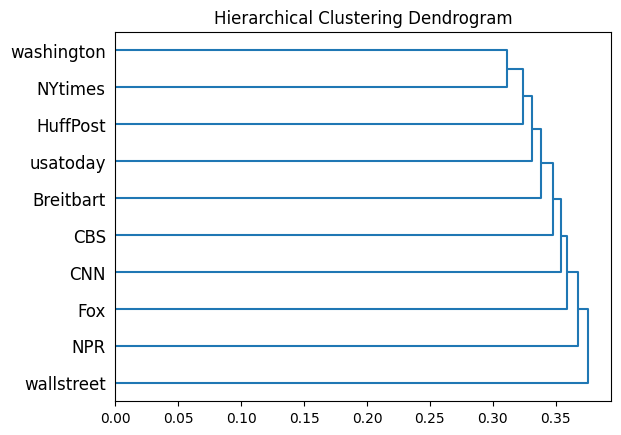 Hierarchical Clustering Dendrogram
washington
NYtimes
HuffPost
usatoday
Breitbart
CBS
CNN
Fox
NPR
wallstreet
0.00 0.05 0.10 0.15 0.20 0.25 0.30 0.35